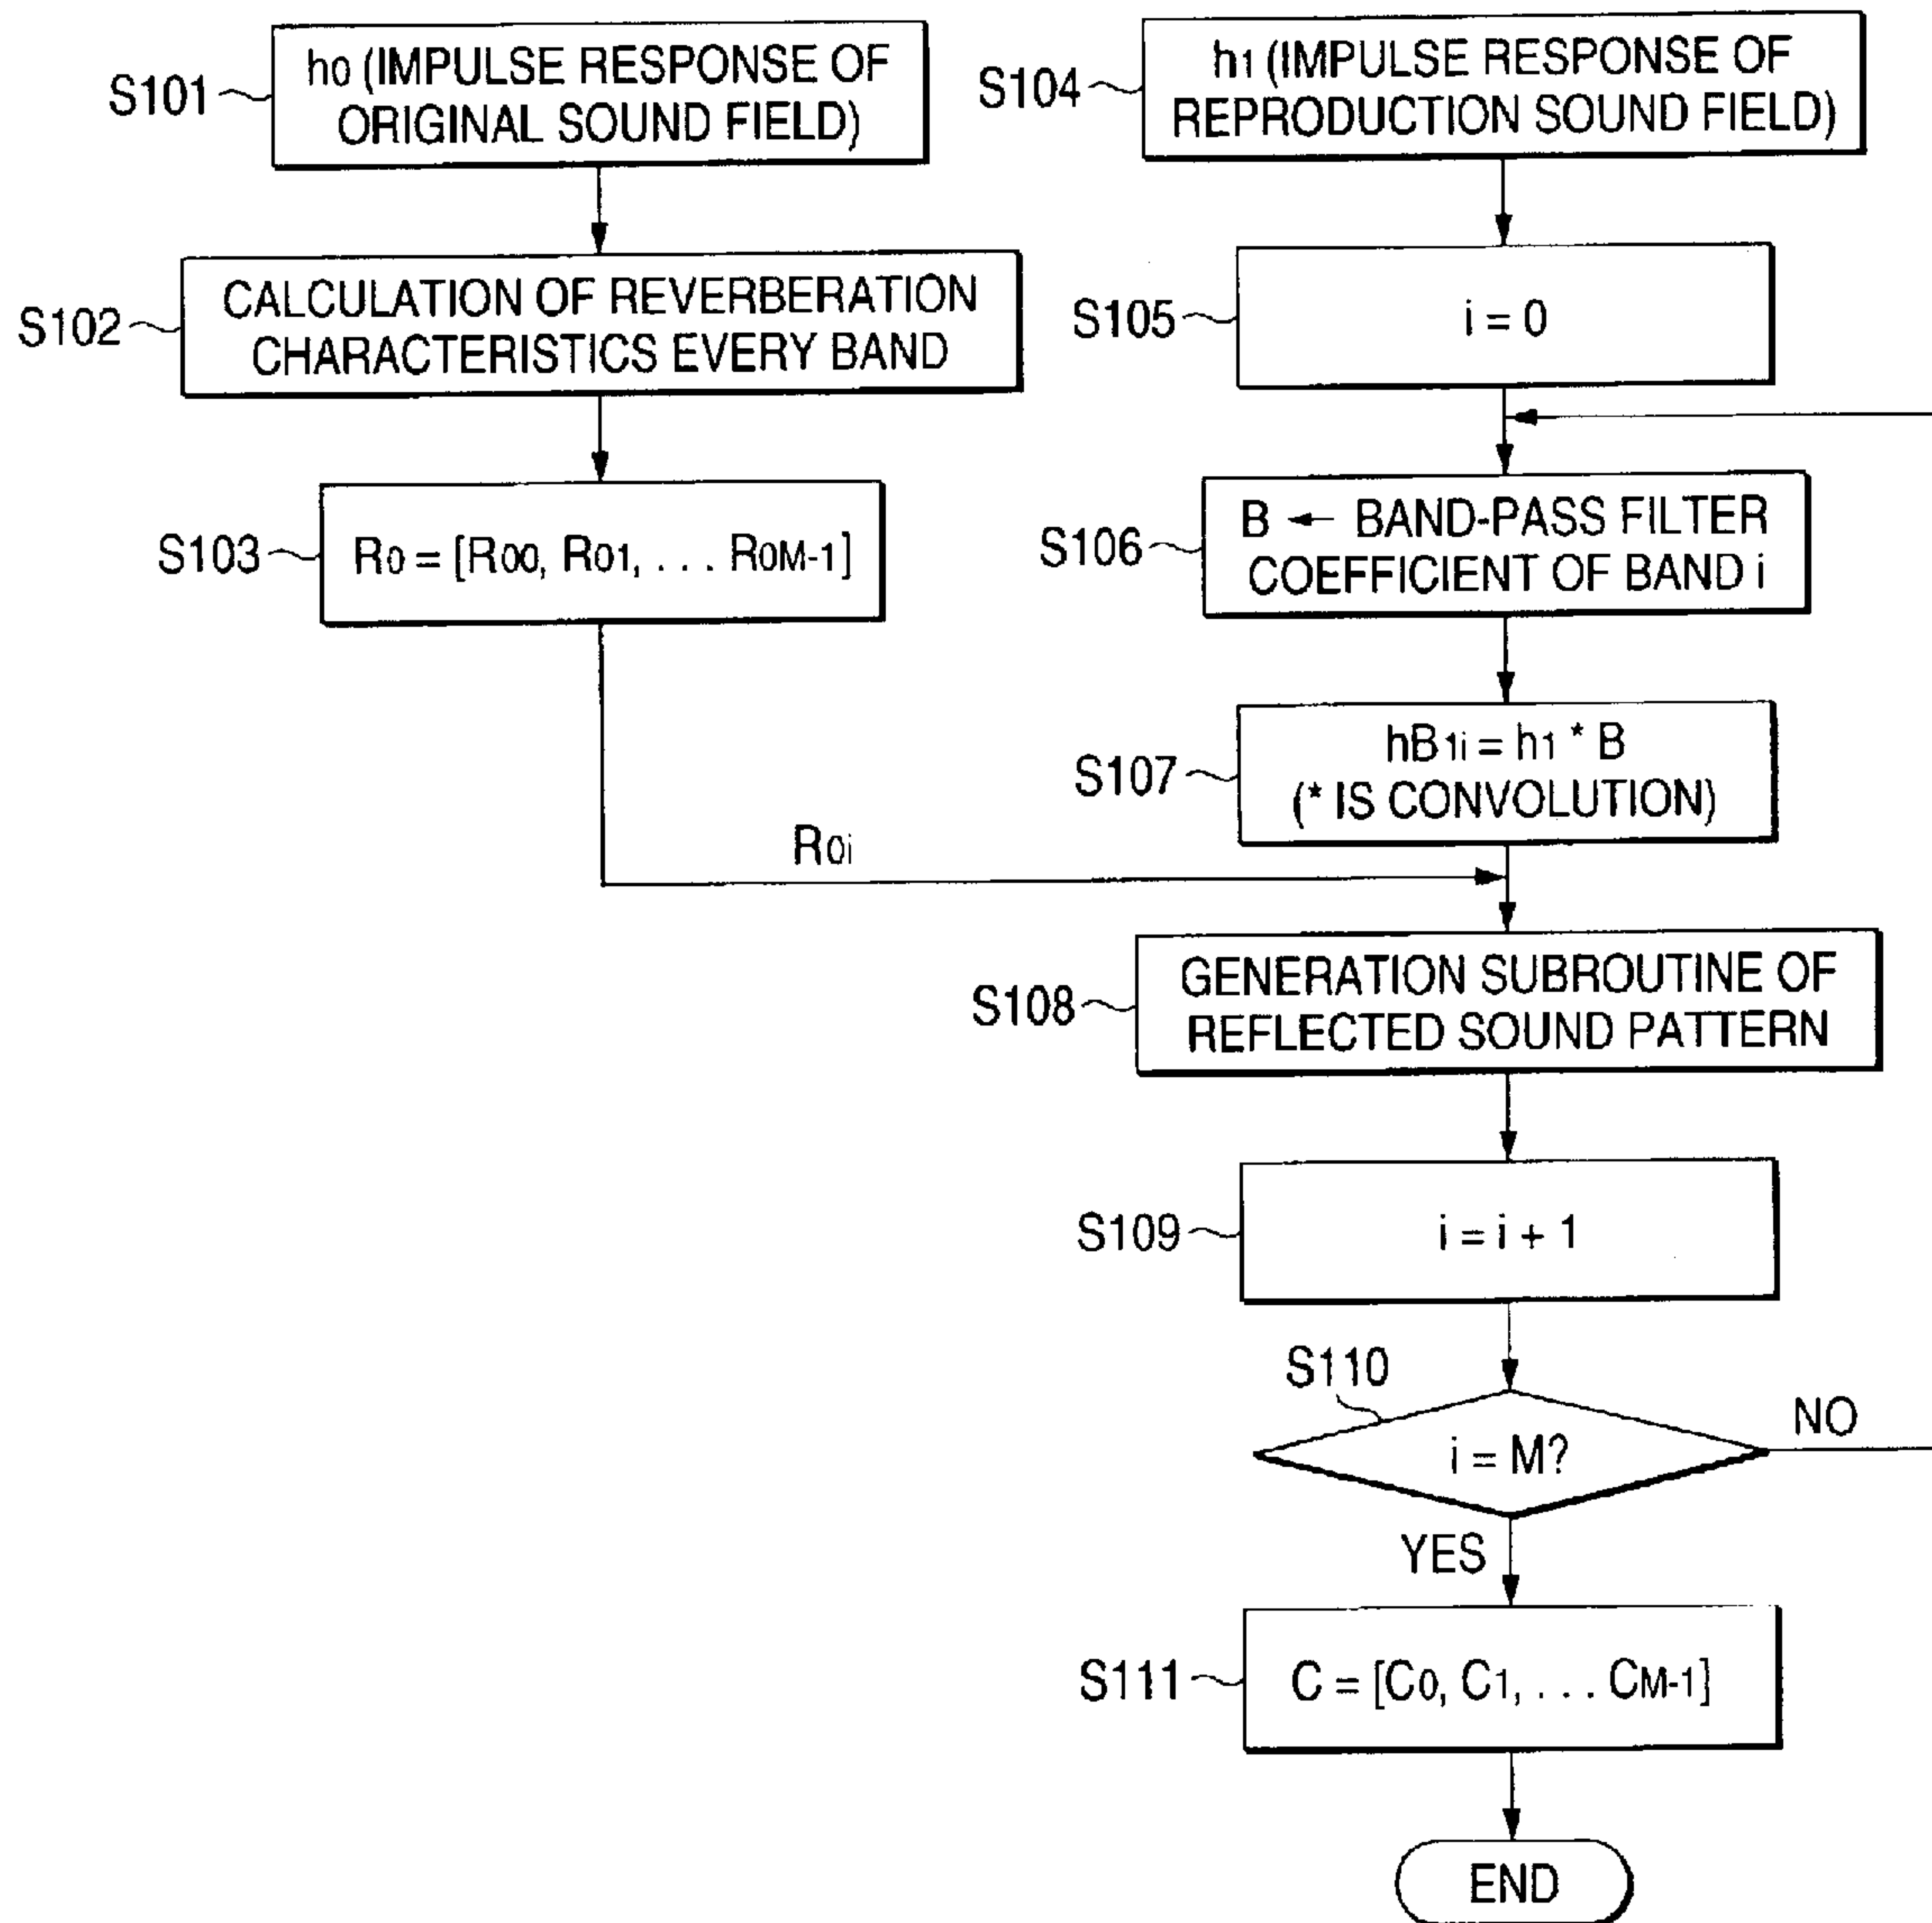 S101
h0 (IMPULSE RESPONSE OF
ORIGINAL SOUND FIELD)
S102
CALCULATION OF REVERBERATION
CHARACTERISTICS EVERY BAND
S103
R0 = [R00, R01, . . . R0M-1]
R0i
S104
h1 (IMPULSE RESPONSE OF
REPRODUCTION SOUND FIELD)
S105
i = 0
S106
B ← BAND-PASS FILTER
COEFFICIENT OF BAND i
S107
hB1i = h1 * B
(* IS CONVOLUTION)
S108
GENERATION SUBROUTINE OF
REFLECTED SOUND PATTERN
S109
i = i + 1
S110
i = M?
NO
YES
S111
C = [C0, C1, . . . CM-1]
END